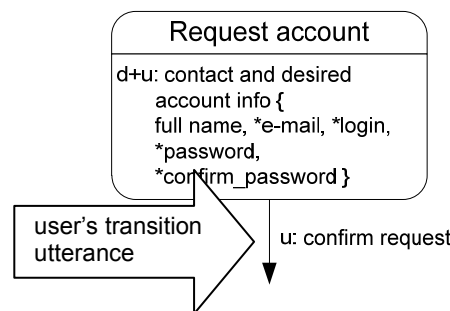 Request account
d+u: contact and desired
account info {
full name, *e-mail, *login,
*password,
*confirm_password }
user's transition
utterance
u: confirm request